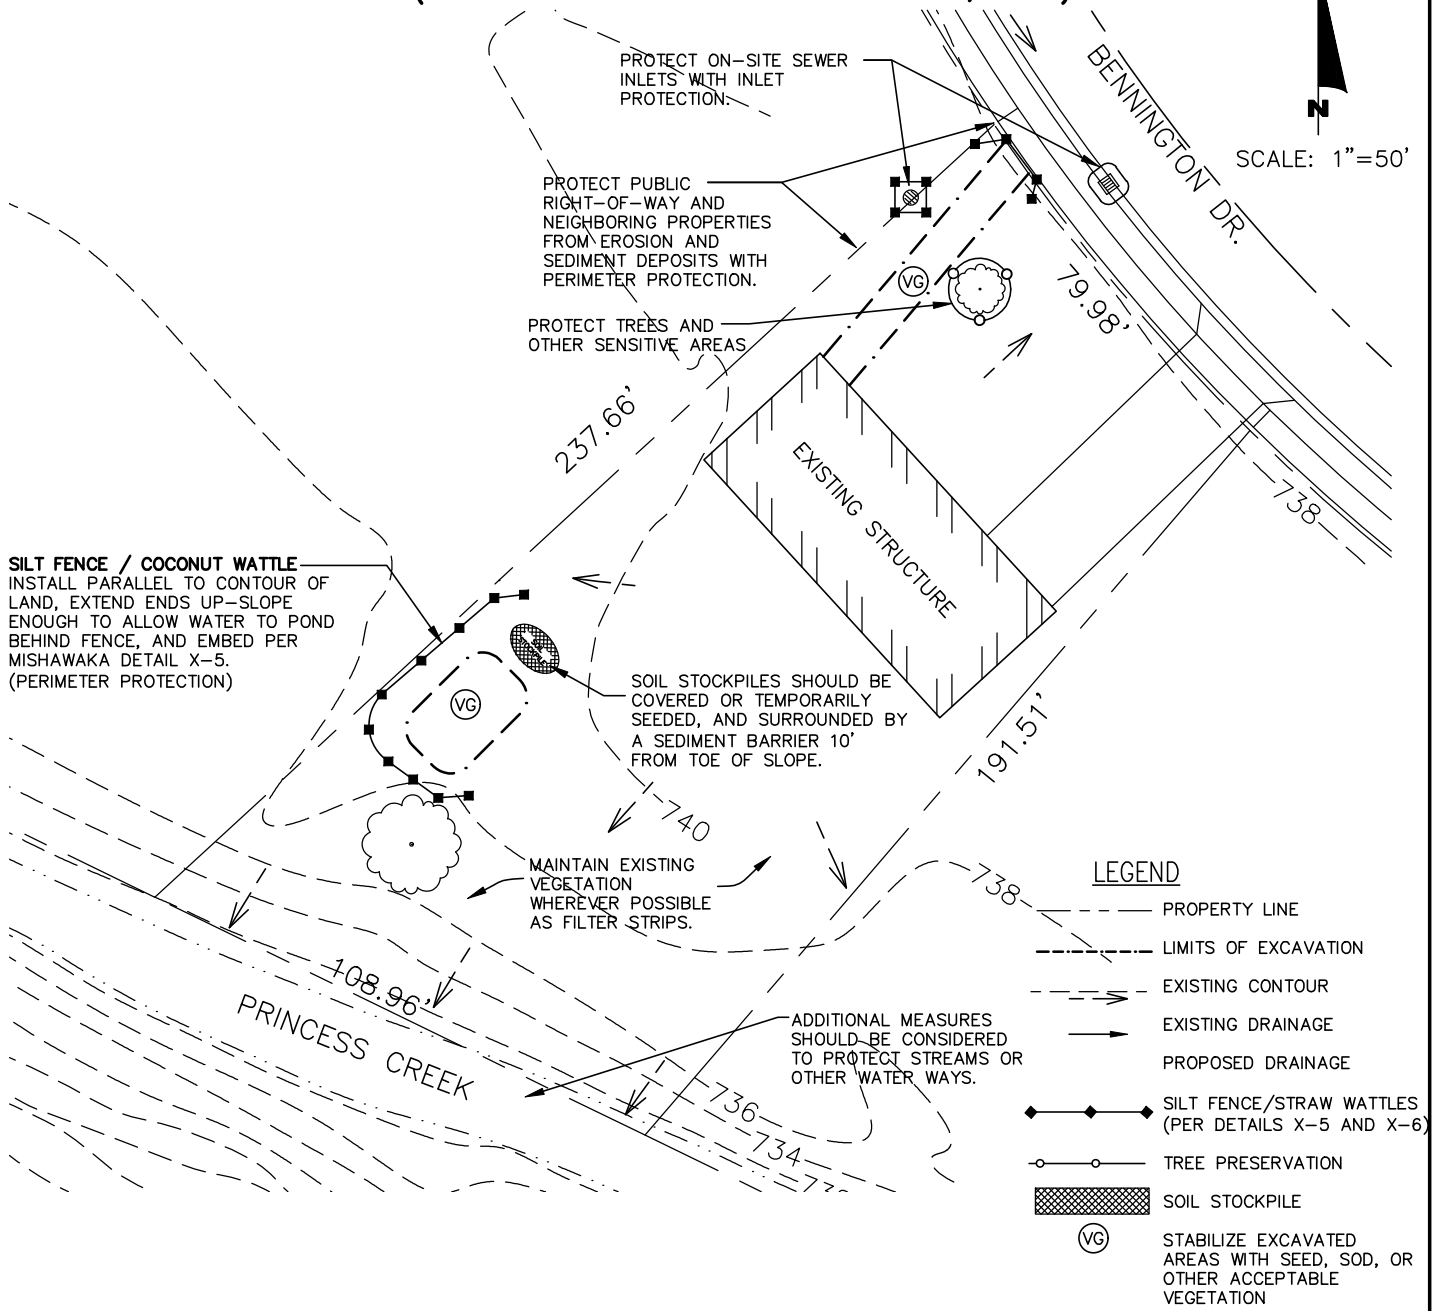 PROTECT ON-SITE SEWER
INLETS WITH INLET
PROTECTION.
BENNINGTON DR.
N
SCALE: 1"=50'
PROTECT PUBLIC
RIGHT-OF-WAY AND
NEIGHBORING PROPERTIES
FROM EROSION AND
SEDIMENT DEPOSITS WITH
PERIMETER PROTECTION.
VG
79.98'
PROTECT TREES AND
OTHER SENSITIVE AREAS
237.66'
EXISTING STRUCTURE
738
SILT FENCE / COCONUT WATTLE
INSTALL PARALLEL TO CONTOUR OF
LAND, EXTEND ENDS UP-SLOPE
ENOUGH TO ALLOW WATER TO POND
BEHIND FENCE, AND EMBED PER
MISHAWAKA DETAIL X-5.
(PERIMETER PROTECTION)
SOIL
STOCKPILE
VG
SOIL STOCKPILES SHOULD BE
COVERED OR TEMPORARILY
SEEDED, AND SURROUNDED BY
A SEDIMENT BARRIER 10'
FROM TOE OF SLOPE.
191.51'
740
MAINTAIN EXISTING
VEGETATION
WHEREVER POSSIBLE
AS FILTER STRIPS.
738
108.96'
PRINCESS CREEK
ADDITIONAL MEASURES
SHOULD BE CONSIDERED
TO PROTECT STREAMS OR
OTHER WATER WAYS.
736
734
LEGEND
PROPERTY LINE
LIMITS OF EXCAVATION
EXISTING CONTOUR
EXISTING DRAINAGE
PROPOSED DRAINAGE
SILT FENCE/STRAW WATTLES
(PER DETAILS X-5 AND X-6)
TREE PRESERVATION
SOIL STOCKPILE
VG
STABILIZE EXCAVATED
AREAS WITH SEED, SOD, OR
OTHER ACCEPTABLE
VEGETATION